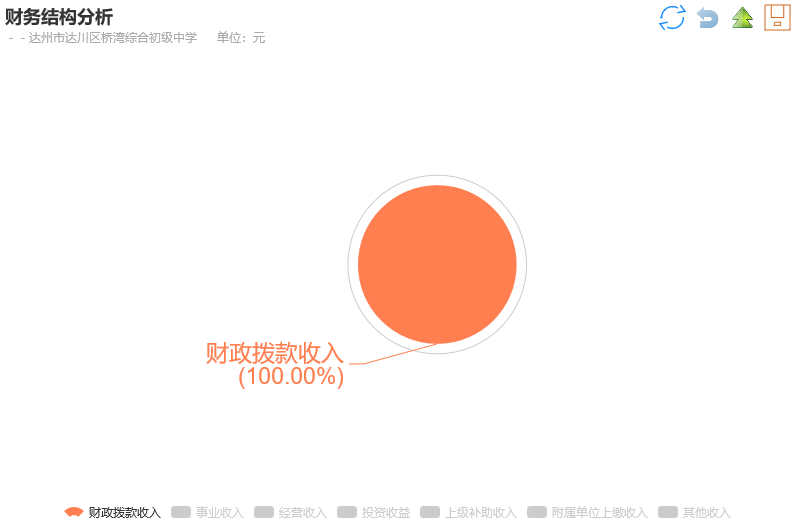 财务结构分析
- - 达州市达川区桥湾综合初级中学 单位：元
财政拨款收入
(100.00%)
财政拨款收入 事业收入 经营收入 投资收益 上级补助收入 附属单位上缴收入 其他收入